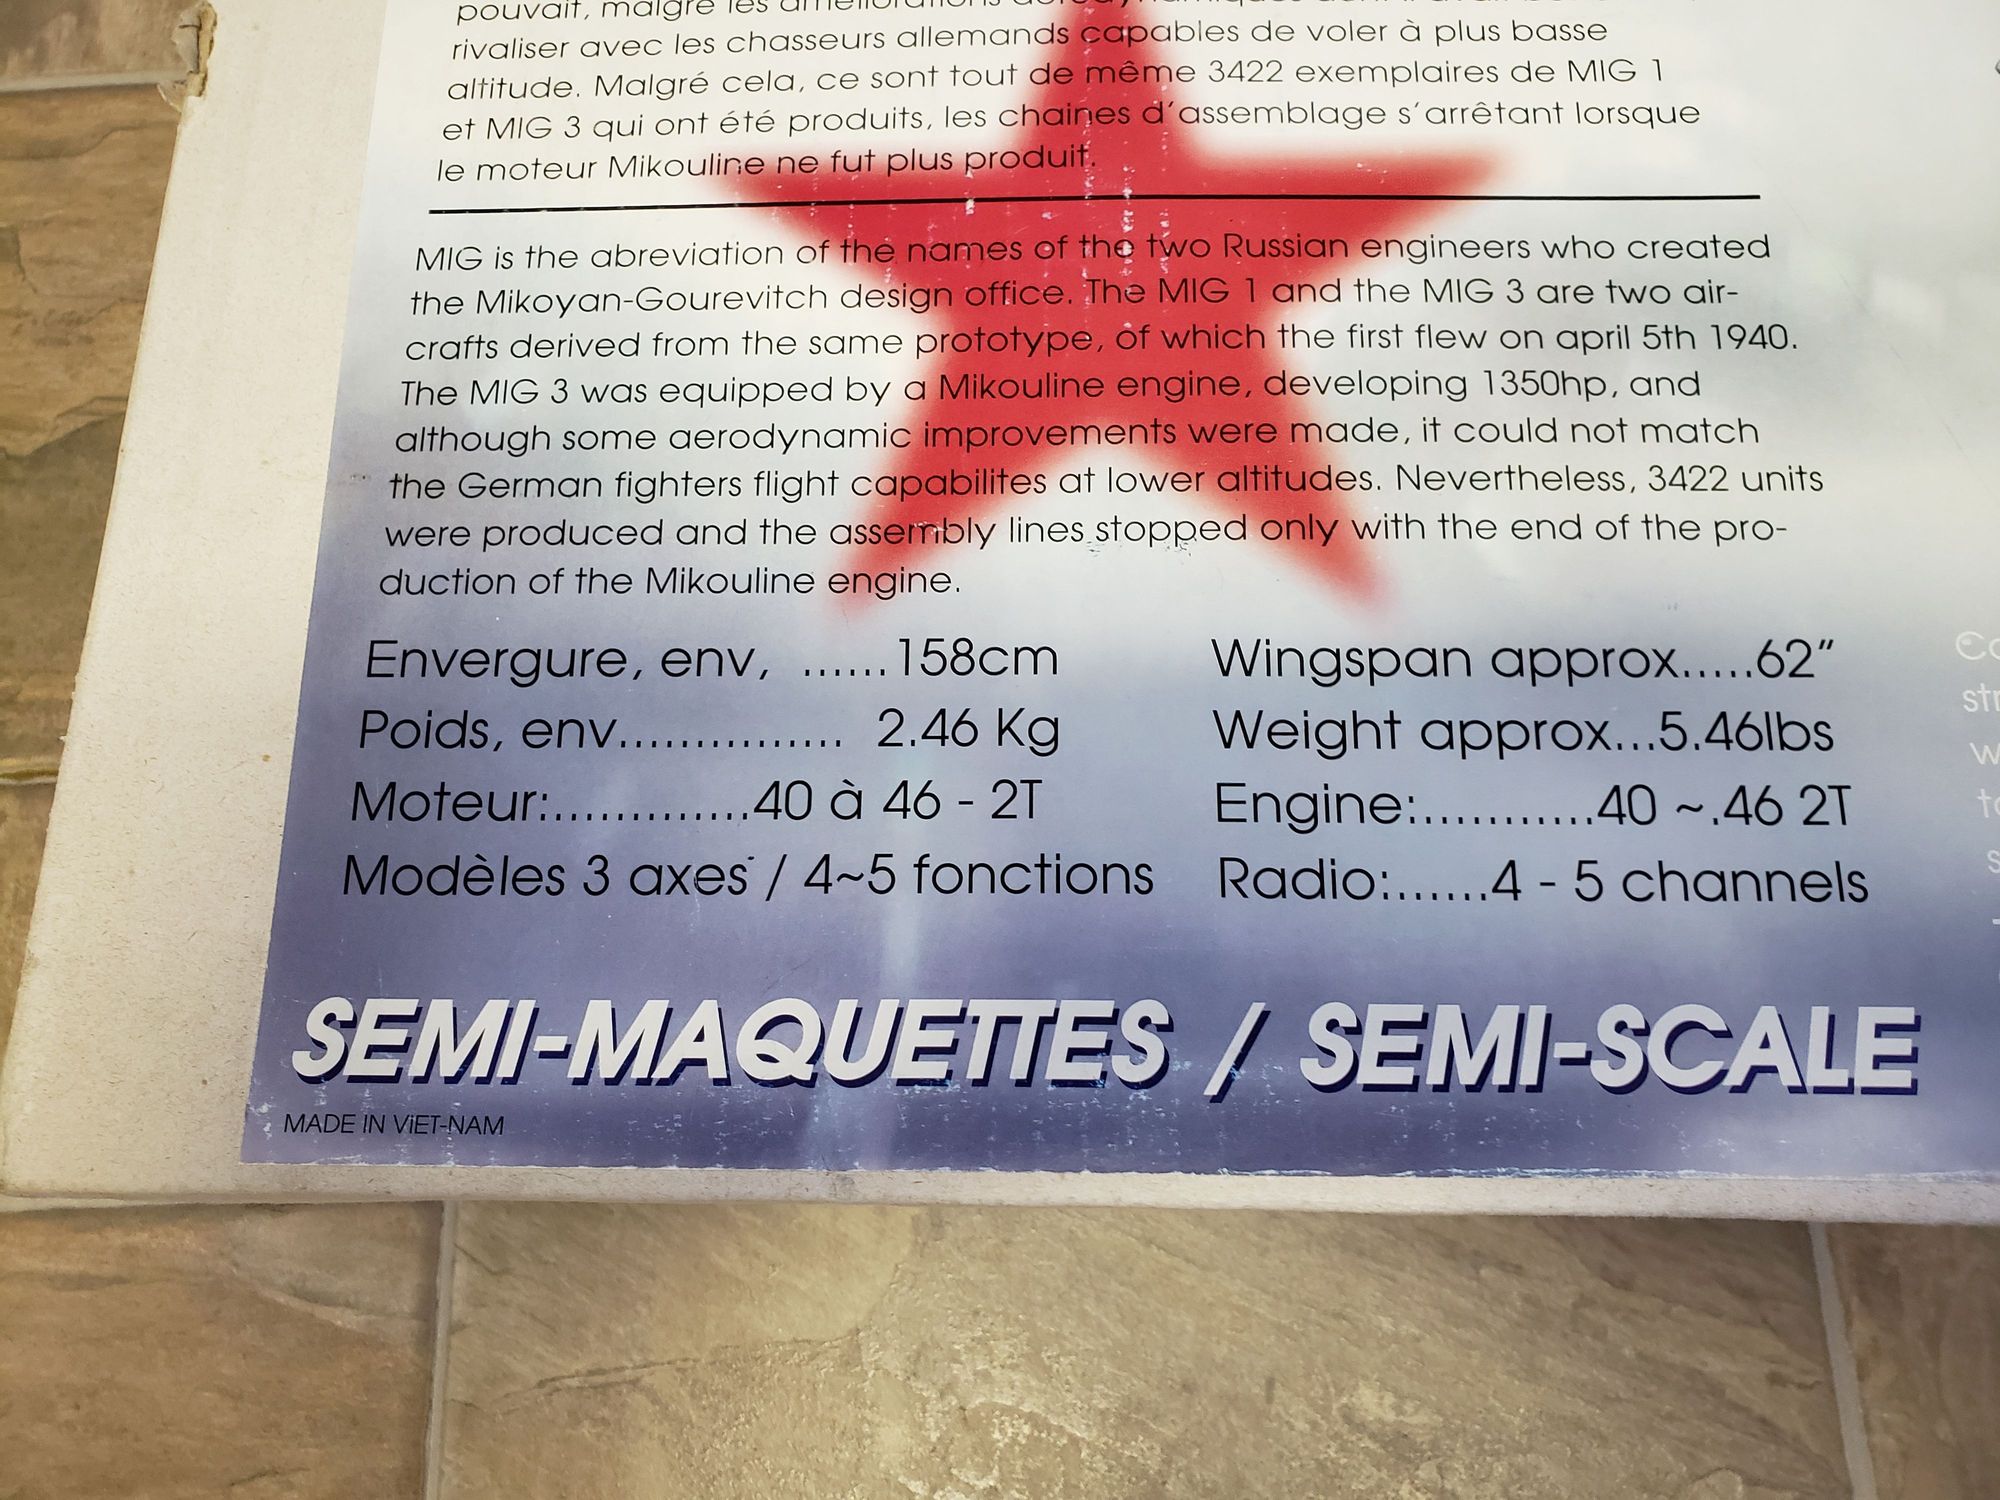 pouvait, malgré les améliorations
rivaliser avec les chasseurs allemands capables de voler à plus basse
altitude. Malgré cela, ce sont tout de même 3422 exemplaires de MIG 1
et MIG 3 qui ont été produits, les chaines d'assemblage s'arrêtant lorsque
le moteur Mikouline ne fut plus produit.
MIG is the abreviation of the names of the two Russian engineers who created
the Mikoyan-Gourevitch design office. The MIG 1 and the MIG 3 are two air-
crafts derived from the same prototype, of which the first flew on april 5th 1940.
The MIG 3 was equipped by a Mikouline engine, developing 1350hp, and
although some aerodynamic improvements were made, it could not match
the German fighters flight capabilites at lower altitudes. Nevertheless, 3422 units
were produced and the assembly lines stopped only with the end of the pro-
duction of the Mikouline engine.
Envergure, env, ......158cm
Poids, env............... 2.46 Kg
Moteur:..............40 à 46 - 2T
Modèles 3 axes / 4~5 fonctions
Wingspan approx.....62"
Weight approx...5.46lbs
Engine:............40 ~.46 2T
Radio:.......4 - 5 channels
SEMI-MAQUETTES / SEMI-SCALE
MADE IN ViET-NAM